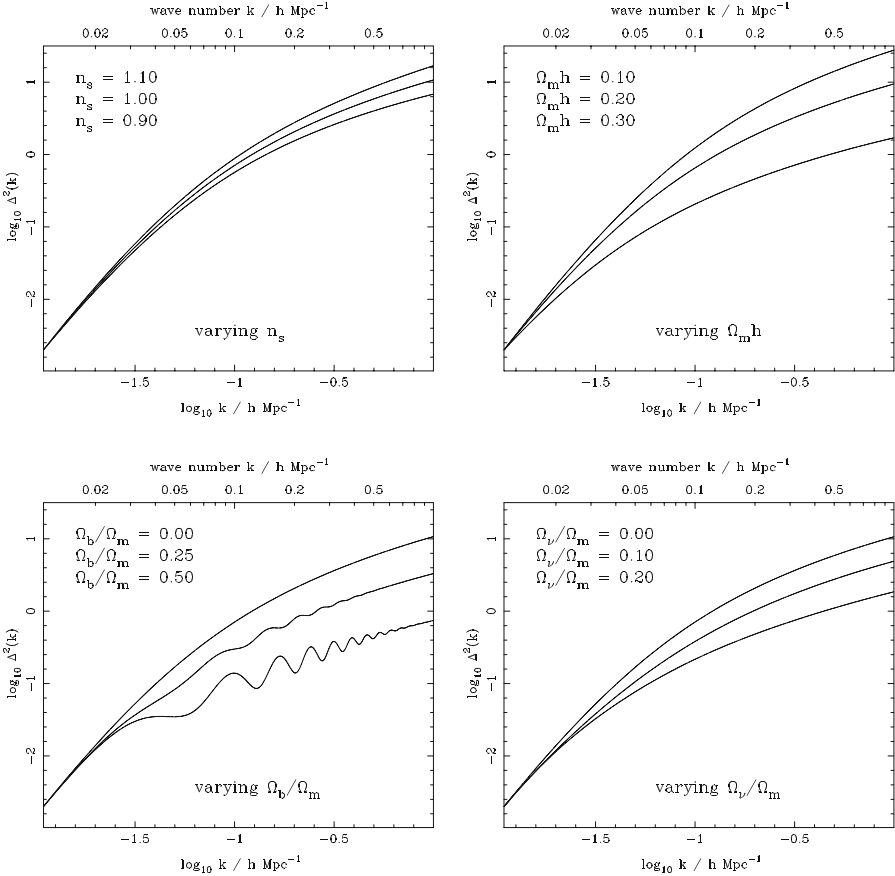 wave number k / h Mpc⁻¹
0.02 0.05 0.1 0.2 0.5
n_s = 1.10
n_s = 1.00
n_s = 0.90
log₁₀ Δ²(k)
1
0
−1
−2
varying n_s
−1.5 −1 −0.5
log₁₀ k / h Mpc⁻¹
wave number k / h Mpc⁻¹
0.02 0.05 0.1 0.2 0.5
Ω_m h = 0.10
Ω_m h = 0.20
Ω_m h = 0.30
log₁₀ Δ²(k)
1
0
−1
−2
varying Ω_m h
−1.5 −1 −0.5
log₁₀ k / h Mpc⁻¹
wave number k / h Mpc⁻¹
0.02 0.05 0.1 0.2 0.5
Ω_b/Ω_m = 0.00
Ω_b/Ω_m = 0.25
Ω_b/Ω_m = 0.50
log₁₀ Δ²(k)
1
0
−1
−2
varying Ω_b/Ω_m
−1.5 −1 −0.5
log₁₀ k / h Mpc⁻¹
wave number k / h Mpc⁻¹
0.02 0.05 0.1 0.2 0.5
Ω_ν/Ω_m = 0.00
Ω_ν/Ω_m = 0.10
Ω_ν/Ω_m = 0.20
log₁₀ Δ²(k)
1
0
−1
−2
varying Ω_ν/Ω_m
−1.5 −1 −0.5
log₁₀ k / h Mpc⁻¹